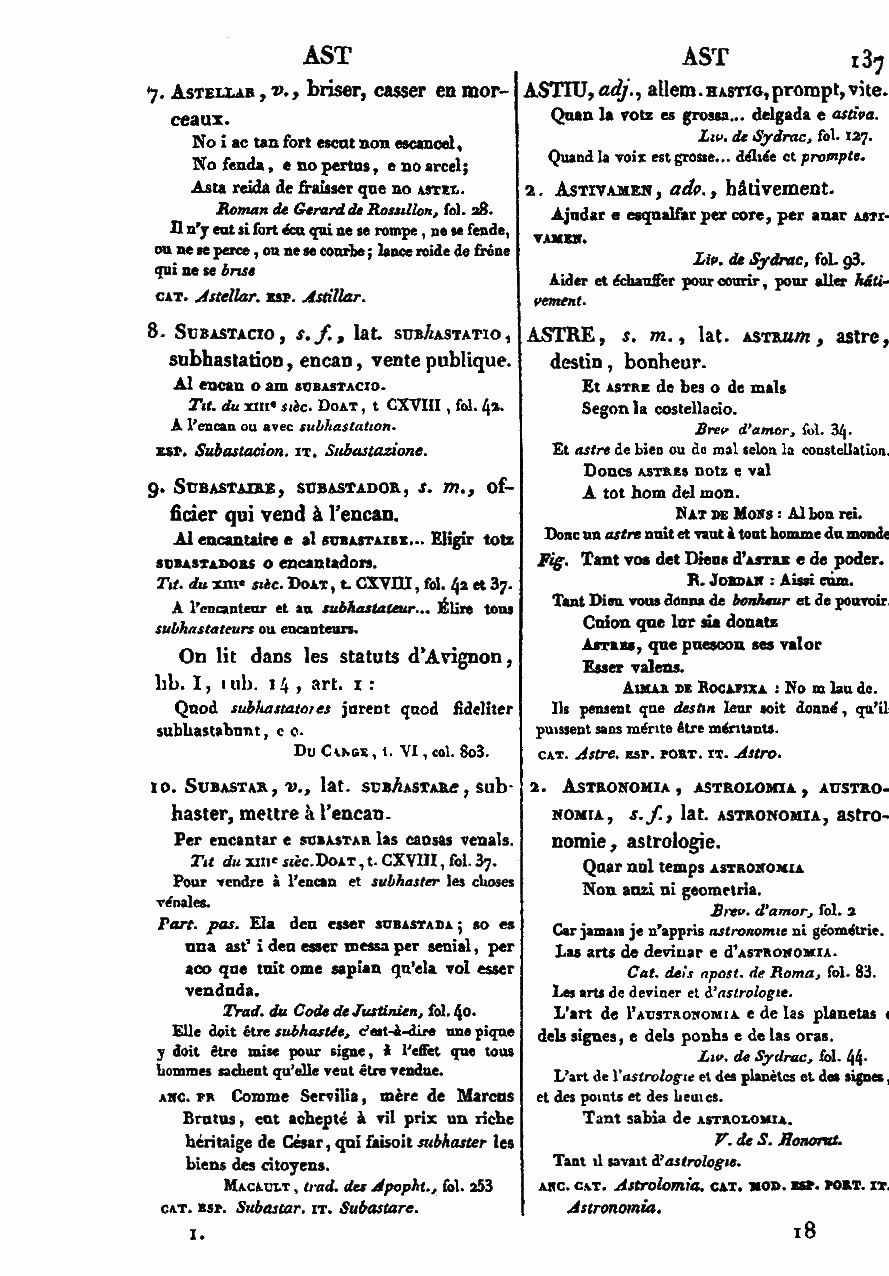 AST
7. ASTELLAR, v., briser, casser en mor-
ceaux.
No i ac tan fort escut non escancel,
No fenda, e no pertus, e no arcel;
Asta reida de fraisser que no ASTEL.
Roman de Gerard de Rossillon, fol. 28.
Il n'y eut si fort écu qui ne se rompe, ne se fende,
ou ne se perce, ou ne se courbe; lance roide de frêne
qui ne se brise
CAT. Astellar. ESP. Astillar.
8. SUBASTACIO, s. f., lat. SUBhASTATIO,
subhastation, encan, vente publique.
Al encan o am SUBASTACIO.
Tit. du XIIIe sièc. DOAT, t CXVIII, fol. 42.
A l'encan ou avec subhastation.
ESP. Subastacion. IT. Subastazione.
9. SUBASTAIRE, SUBASTADOR, s. m., of-
ficier qui vend à l'encan.
Al encantaire e al SUBASTAIRE... Eligir totz
SUBASTADORS o encantadors.
Tit. du XIIIe sièc. DOAT, t. CXVIII, fol. 42 et 37.
A l'encanteur et au subhastateur... Élire tous
subhastateurs ou encanteurs.
On lit dans les statuts d'Avignon,
lib. I, rub. 14, art. 1 :
Quod subhastatores jurent quod fideliter
subhastabunt,
DU CANGE, t. VI, col. 803.
10. SUBASTAR, v., lat. SUBhASTARe, sub-
haster, mettre à l'encan.
Per encantar e SUBASTAR las causas venals.
Tit du XIIIe sièc. DOAT, t. CXVIII, fol. 37.
Pour vendre à l'encan et subhaster les choses
vénales.
Part. pas. Ela deu esser SUBASTADA; so es
una ast' i deu esser messa per senial, per
aco que tuit ome sapian qu'ela vol esser
venduda.
Trad. du Code de Justinien, fol. 40.
Elle doit être subhastée, c'est-à-dire une pique
y doit être mise pour signe, à l'effet que tous
hommes sachent qu'elle veut être vendue.
ANC. FR Comme Servilia, mère de Marcus
Brutus, eut achepté à vil prix un riche
héritaige de César, qui faisoit subhaster les
biens des citoyens.
MACAULT, trad. des Apopht., fol. 253
CAT. ESP. Subastar. IT. Subastare.
I.
AST 137
ASTIU, adj., allem. HASTIG, prompt, vite.
Quan la votz es grossa... delgada e astiva.
Liv. de Sydrac, fol. 127.
Quand la voix est grosse... déliée et prompte.
2. ASTIVAMEN, adv., hâtivement.
Ajudar e esqualfar per core, per anar ASTI-
VAMEN.
Liv. de Sydrac, fol. 93.
Aider et échauffer pour courir, pour aller hâti-
vement.
ASTRE, s. m., lat. ASTRum, astre,
destin, bonheur.
Et ASTRE de bes o de mals
Segon la costellacio.
Brev d'amor, fol. 34.
Et astre de bien ou de mal selon la constellation.
Doncs ASTRES notz e val
A tot hom del mon.
NAT DE MONS : Al bon rei.
Donc un astre nuit et vaut à tout homme du monde
Fig. Tant vos det Dieus d'ASTRE e de poder.
R. JORDAN : Aissi cum.
Tant Dieu vous donna de bonheur et de pouvoir.
Cuion que lur sia donatz
ASTRES, que puescon ses valor
Esser valens.
AIMAR DE ROCAFIXA : No m lau de.
Ils pensent que destin leur soit donné, qu'il
puissent sans mérite être méritants.
CAT. Astre. ESP. PORT. IT. Astro.
2. ASTRONOMIA, ASTROLOMIA, AUSTRO-
NOMIA, s. f., lat. ASTRONOMIA, astro-
nomie, astrologie.
Quar nul temps ASTRONOMIA
Non auzi ni geometria.
Brev. d'amor, fol. 2
Car jamais je n'appris astronomie ni géométrie.
Las arts de devinar e d'ASTRONOMIA.
Cat. dels apost. de Roma, fol. 83.
Les arts de deviner et d'astrologie.
L'art de l'AUSTRONOMIA e de las planetas e
dels signes, e dels ponhs e de las oras.
Liv. de Sydrac, fol. 44.
L'art de l'astrologie et des planètes et des signes,
et des points et des heures.
Tant sabia de ASTROLOMIA.
V. de S. Honorat.
Tant il savait d'astrologie.
ANC. CAT. Astrolomia. CAT. MOD. ESP. PORT. IT.
Astronomia.
18